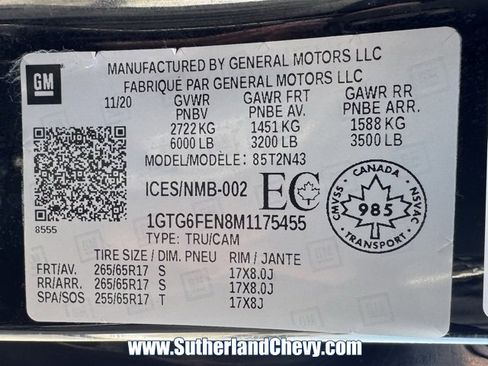 MANUFACTURED BY GENERAL MOTORS LLC
FABRIQUÉ PAR GENERAL MOTORS LLC
GM
11/20 GVWR GAWR FRT GAWR RR
PNBV PNBE AV. PNBE ARR.
2722 KG 1451 KG 1588 KG
6000 LB 3200 LB 3500 LB
MODEL/MODÈLE: 85T2N43
ICES/NMB-002 EC
CANADA
CMVSS 985 NSVAC
TRANSPORT
8555
1GTG6FEN8M1175455
TYPE: TRU/CAM
TIRE SIZE / DIM. PNEU RIM / JANTE
FRT/AV. 265/65R17 S 17X8.0J
RR/ARR. 265/65R17 S 17X8.0J
SPA/SOS 255/65R17 T 17X8J
www.SutherlandChevy.com